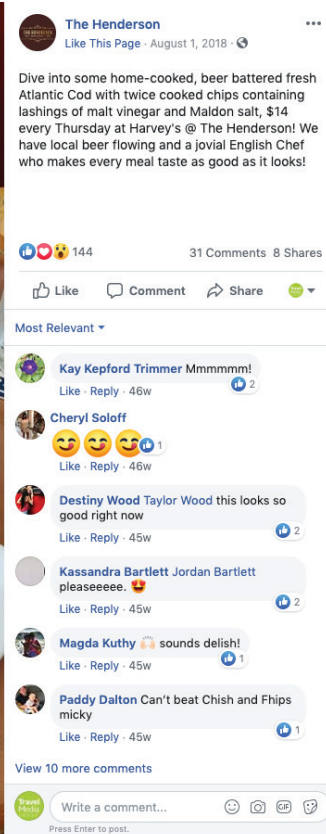 The Henderson
Like This Page · August 1, 2018 ·
Dive into some home-cooked, beer battered fresh
Atlantic Cod with twice cooked chips containing
lashings of malt vinegar and Maldon salt, $14
every Thursday at Harvey's @ The Henderson! We
have local beer flowing and a jovial English Chef
who makes every meal taste as good as it looks!
144
31 Comments 8 Shares
Like Comment Share
Most Relevant
Kay Kepford Trimmer Mmmmmm!
2
Like · Reply · 46w
Cheryl Soloff
😋😋😋 1
Like · Reply · 46w
Destiny Wood Taylor Wood this looks so
good right now
2
Like · Reply · 45w
Kassandra Bartlett Jordan Bartlett
pleaseeeee. 😍
2
Like · Reply · 45w
Magda Kuthy 🙌🏻 sounds delish!
1
Like · Reply · 45w
Paddy Dalton Can't beat Chish and Fhips
micky
1
Like · Reply · 45w
View 10 more comments
Travel
Media
Write a comment...
GIF
Press Enter to post.